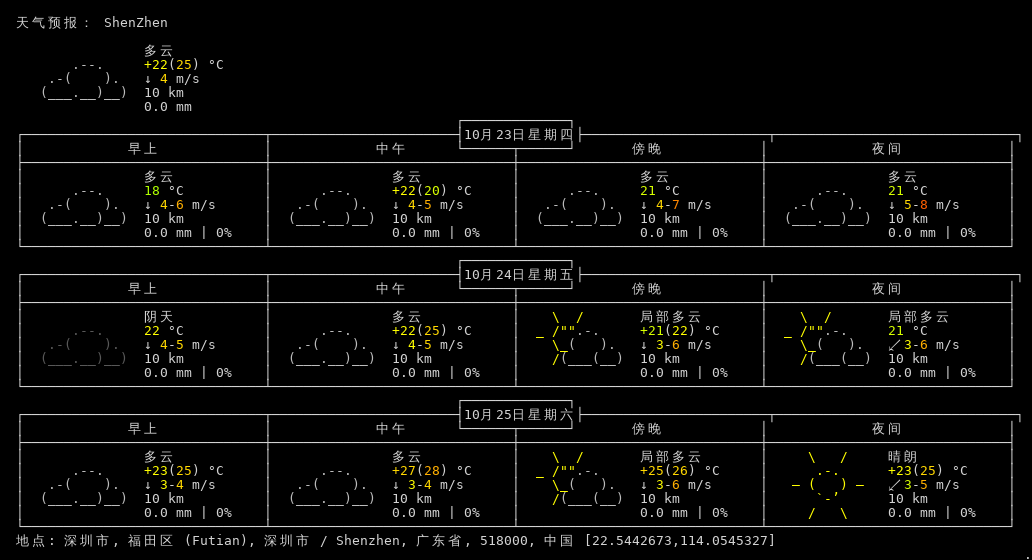 天气预报： ShenZhen
多云
+22(25) °C
↓ 4 m/s
10 km
0.0 mm
10月23日星期四
早上 中午 傍晚 夜间
多云 多云 多云 多云
18 °C +22(20) °C 21 °C 21 °C
↓ 4-6 m/s ↓ 4-5 m/s ↓ 4-7 m/s ↓ 5-8 m/s
10 km 10 km 10 km 10 km
0.0 mm | 0% 0.0 mm | 0% 0.0 mm | 0% 0.0 mm | 0%
10月24日星期五
早上 中午 傍晚 夜间
阴天 多云 局部多云 局部多云
22 °C +22(25) °C +21(22) °C 21 °C
↓ 4-5 m/s ↓ 4-5 m/s ↓ 3-6 m/s ↙ 3-6 m/s
10 km 10 km 10 km 10 km
0.0 mm | 0% 0.0 mm | 0% 0.0 mm | 0% 0.0 mm | 0%
10月25日星期六
早上 中午 傍晚 夜间
多云 多云 局部多云 晴朗
+23(25) °C +27(28) °C +25(26) °C +23(25) °C
↓ 3-4 m/s ↓ 3-4 m/s ↓ 3-6 m/s ↙ 3-5 m/s
10 km 10 km 10 km 10 km
0.0 mm | 0% 0.0 mm | 0% 0.0 mm | 0% 0.0 mm | 0%
地点: 深圳市, 福田区 (Futian), 深圳市 / Shenzhen, 广东省, 518000, 中国 [22.5442673,114.0545327]